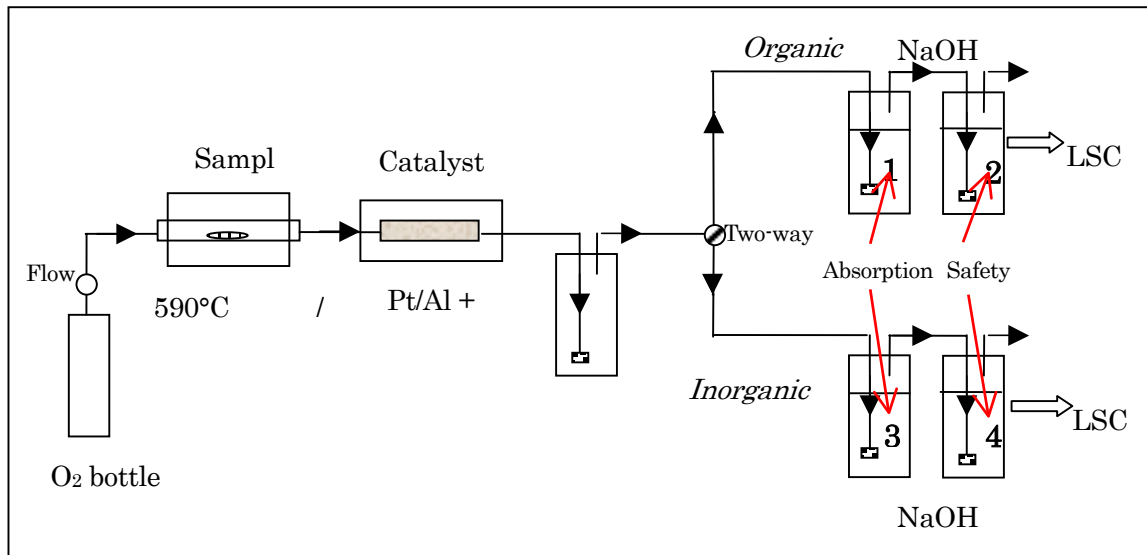 Organic
NaOH
Sampl
Catalyst
1
2
LSC
Two-way
Flow
Absorption
Safety
590°C
/
Pt/Al +
Inorganic
3
4
LSC
O₂ bottle
NaOH